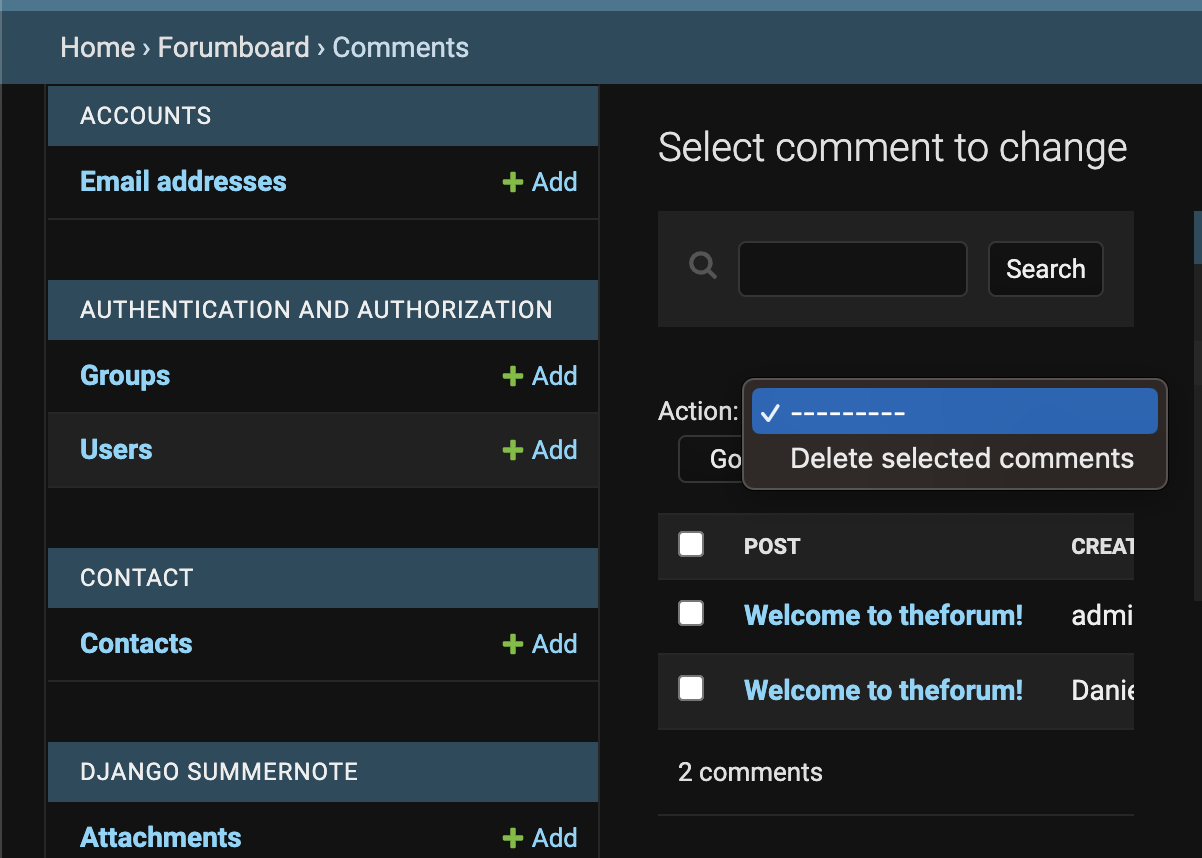 Home › Forumboard › Comments
ACCOUNTS
Email addresses
Add
AUTHENTICATION AND AUTHORIZATION
Groups
Add
Users
Add
CONTACT
Contacts
Add
DJANGO SUMMERNOTE
Attachments
Add
Select comment to change
Search
Action:
---------
Delete selected comments
Go
POST
CREAT
Welcome to theforum!
admi
Welcome to theforum!
Danie
2 comments